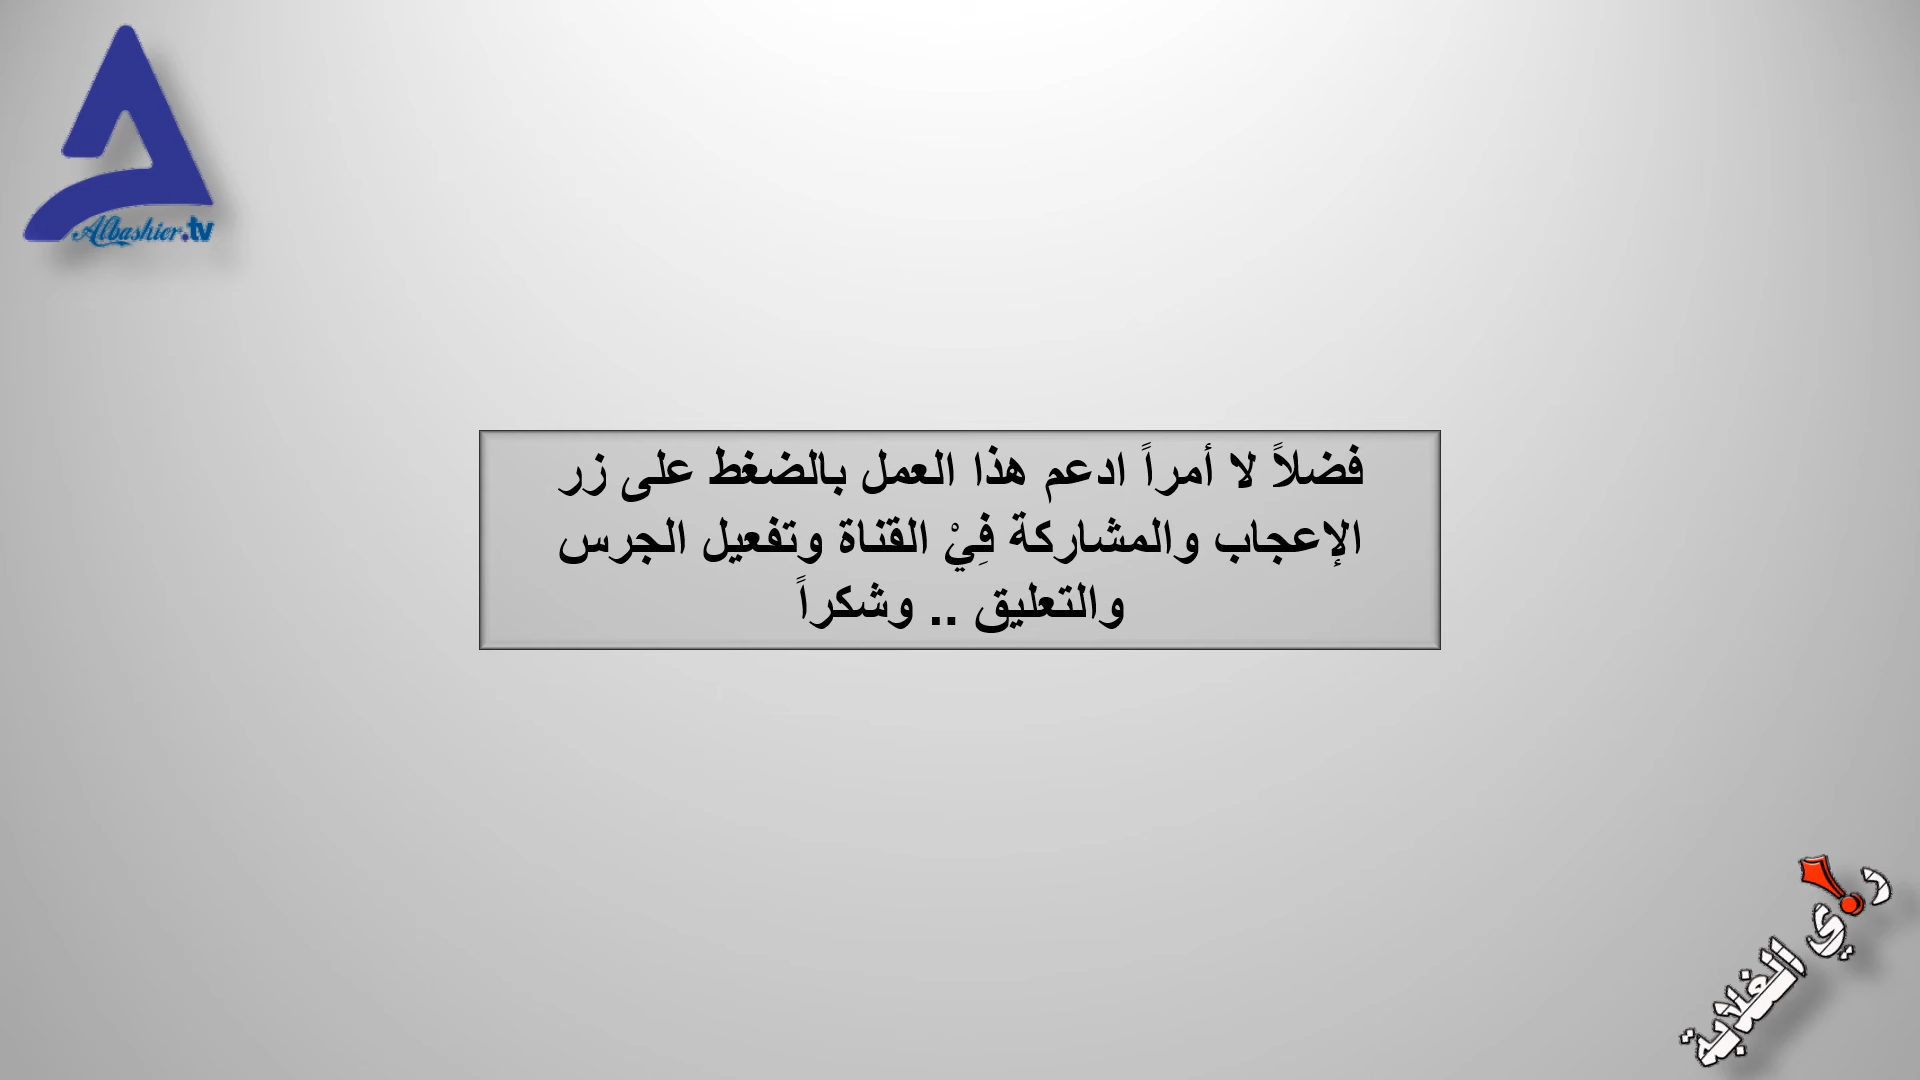 Albashier.tv
فضلاً لا أمراً ادعم هذا العمل بالضغط على زر
الإعجاب والمشاركة فِيْ القناة وتفعيل الجرس
والتعليق .. وشكراً
رأي الغلابة